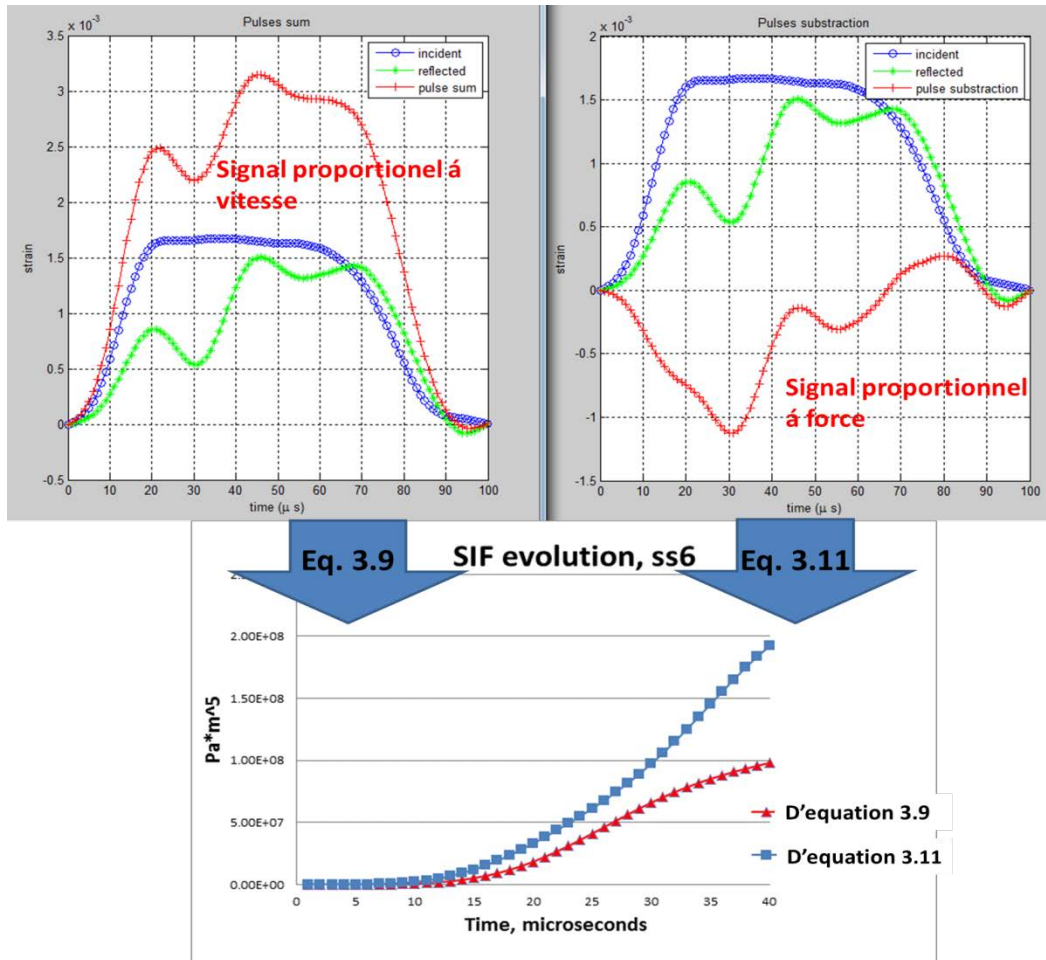 x 10⁻³
Pulses sum
3.5
3
2.5
2
1.5
1
0.5
0
-0.5
strain
incident
reflected
pulse sum
Signal proportionel á
vitesse
0 10 20 30 40 50 60 70 80 90 100
time (μ s)
x 10⁻³
Pulses substraction
2
1.5
1
0.5
0
-0.5
-1
-1.5
strain
incident
reflected
pulse substraction
Signal proportionnel
á force
0 10 20 30 40 50 60 70 80 90 100
time (μ s)
Eq. 3.9
SIF evolution, ss6
Eq. 3.11
2.00E+08
1.50E+08
1.00E+08
5.00E+07
0.00E+00
Pa*m^5
D’equation 3.9
D’equation 3.11
0 5 10 15 20 25 30 35 40
Time, microseconds